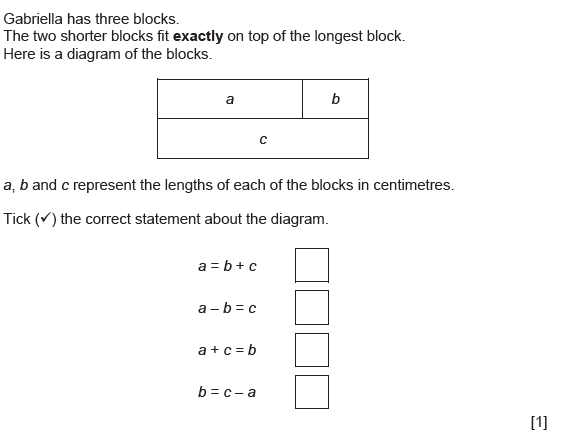 Gabriella has three blocks.
The two shorter blocks fit exactly on top of the longest block.
Here is a diagram of the blocks.
a b
c
a, b and c represent the lengths of each of the blocks in centimetres.
Tick (✓) the correct statement about the diagram.
a = b + c
a – b = c
a + c = b
b = c – a
[1]